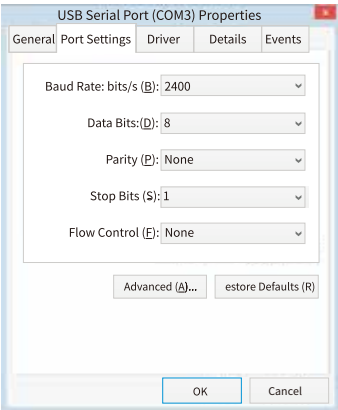 USB Serial Port (COM3) Properties
General Port Settings Driver Details Events
Baud Rate: bits/s (B): 2400
Data Bits:(D): 8
Parity (P): None
Stop Bits (S): 1
Flow Control (F): None
Advanced (A)... estore Defaults (R)
OK Cancel